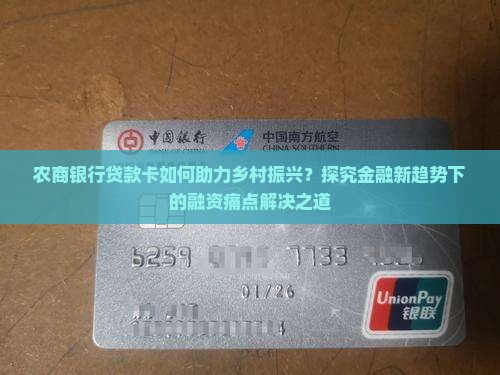 中国银行 中国南方航空
CHINA SOUTHERN
农商银行贷款卡如何助力乡村振兴？探究金融新趋势下
的融资痛点解决之道
6259 7733
01/26
UnionPay
银联